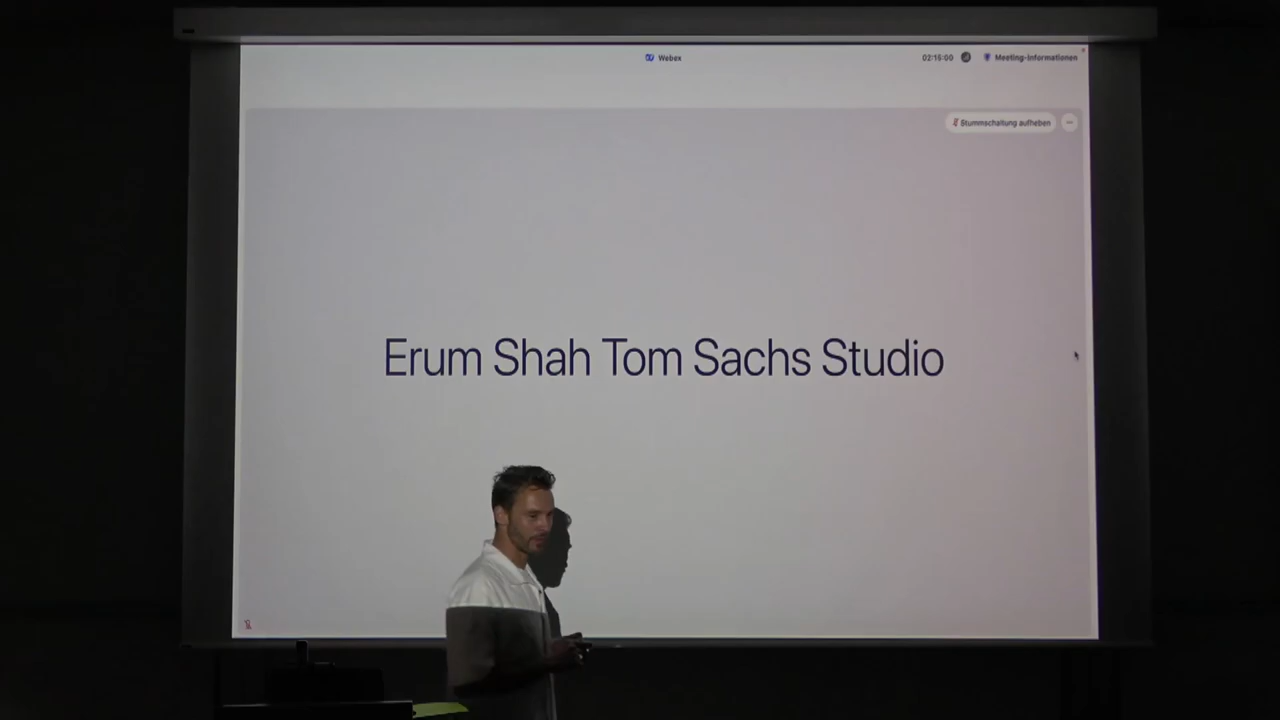 Webex
02:15:00
Meeting-Informationen
Stummschaltung aufheben
Erum Shah Tom Sachs Studio